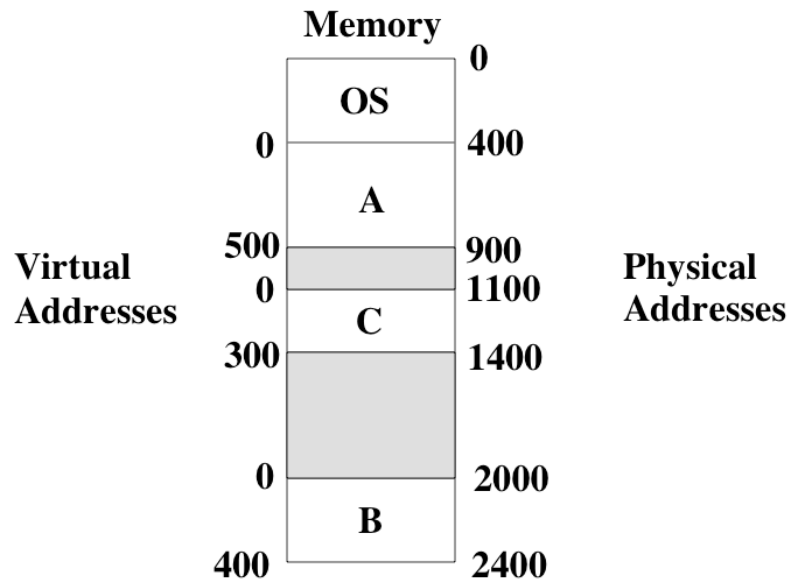 Memory
0
OS
0
400
A
500
900
Virtual
Addresses
Physical
Addresses
0
1100
C
300
1400
0
2000
B
400
2400